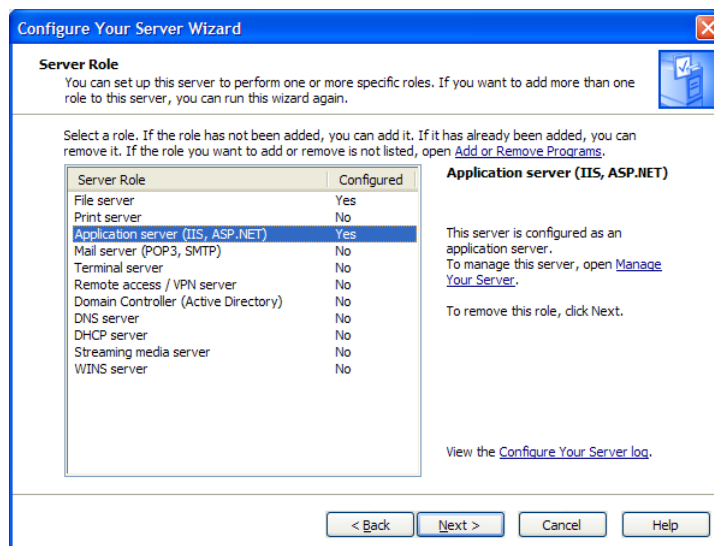 Configure Your Server Wizard
Server Role
You can set up this server to perform one or more specific roles. If you want to add more than one
role to this server, you can run this wizard again.
Select a role. If the role has not been added, you can add it. If it has already been added, you can
remove it. If the role you want to add or remove is not listed, open Add or Remove Programs.
Server Role Configured
File server Yes
Print server No
Application server (IIS, ASP.NET) Yes
Mail server (POP3, SMTP) No
Terminal server No
Remote access / VPN server No
Domain Controller (Active Directory) No
DNS server No
DHCP server No
Streaming media server No
WINS server No
Application server (IIS, ASP.NET)
This server is configured as an
application server.
To manage this server, open Manage
Your Server.
To remove this role, click Next.
View the Configure Your Server log.
< Back Next > Cancel Help